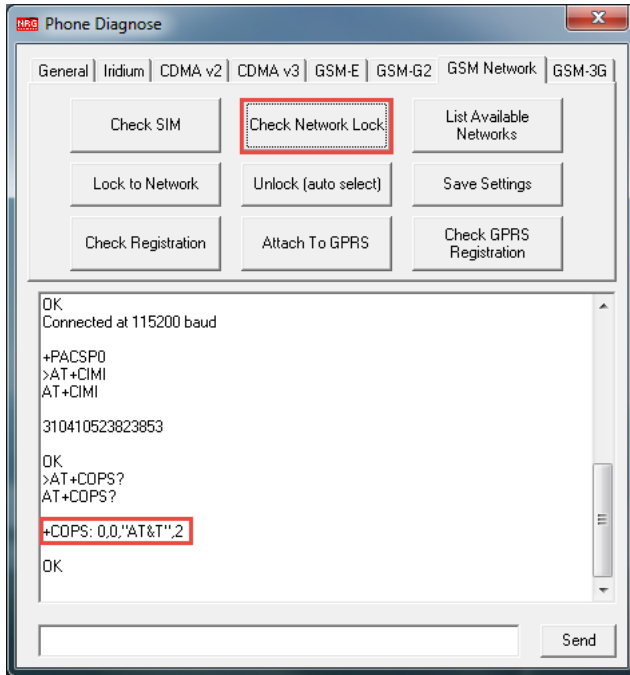 NRG Phone Diagnose
General Iridium CDMA v2 CDMA v3 GSM-E GSM-G2 GSM Network GSM-3G
Check SIM
Check Network Lock
List Available
Networks
Lock to Network
Unlock (auto select)
Save Settings
Check Registration
Attach To GPRS
Check GPRS
Registration
OK
Connected at 115200 baud
+PACSP0
>AT+CIMI
AT+CIMI
310410523823853
OK
>AT+COPS?
AT+COPS?
+COPS: 0,0,"AT&T",2
OK
Send